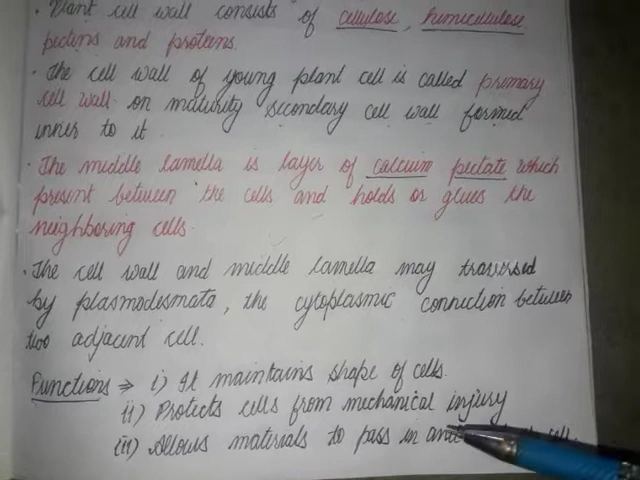 • Plant cell wall consists of cellulose, hemicellulose,
pectins and proteins.
• The cell wall of young plant cell is called primary
cell wall. on maturity secondary cell wall formed
inner to it.
• The middle lamella is layer of calcium pectate which
present between the cells and holds or glues the
neighboring cells.
• The cell wall and middle lamella may traversed
by plasmodesmata, the cytoplasmic connection between
two adjacent cell.
Functions ⇒ i) It maintains shape of cells.
ii) Protects cells from mechanical injury
(iii) Allows materials to pass in and cell.